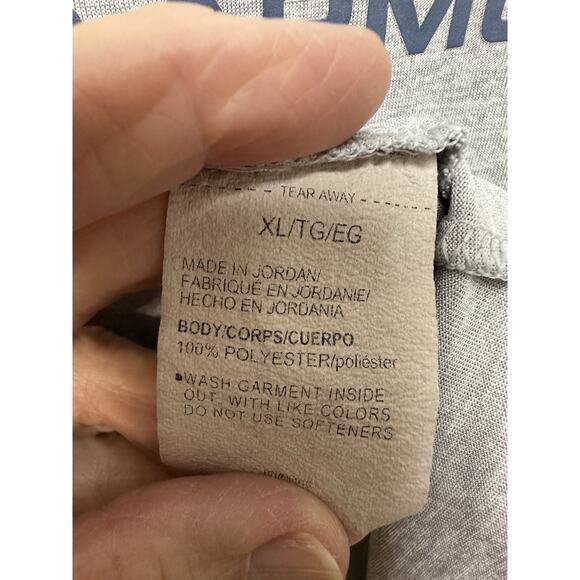 TEAR AWAY
XL/TG/EG
MADE IN JORDAN/
FABRIQUÉ EN JORDANIE/
HECHO EN JORDANIA
BODY/CORPS/CUERPO
100% POLYESTER/poliéster
•WASH GARMENT INSIDE
OUT, WITH LIKE COLORS
DO NOT USE SOFTENERS